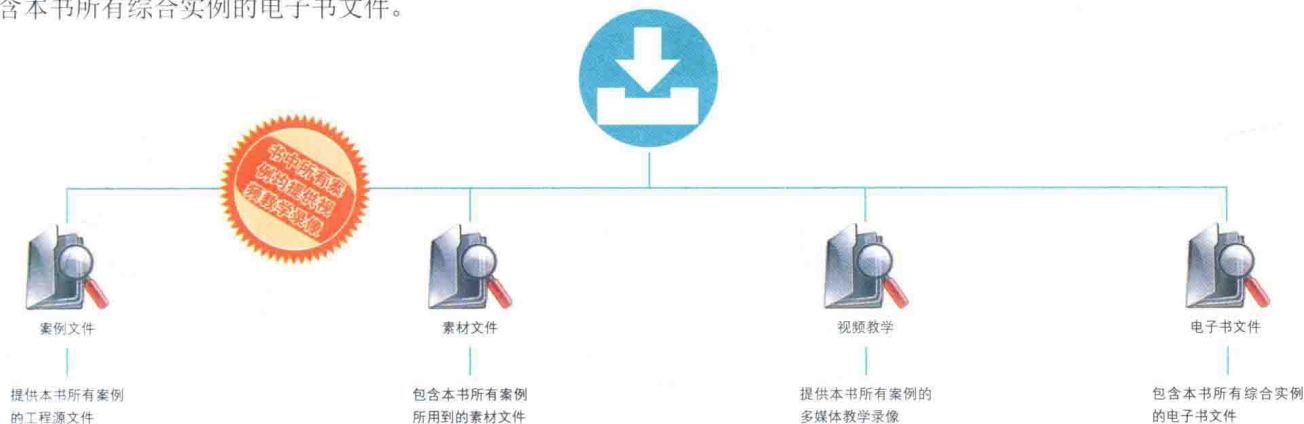 含本书所有综合实例的电子书文件。
书中所有案
例均提供视
频教学录像
案例文件
素材文件
视频教学
电子书文件
提供本书所有案例
的工程源文件
包含本书所有案例
所用到的素材文件
提供本书所有案例的
多媒体教学录像
包含本书所有综合实例
的电子书文件